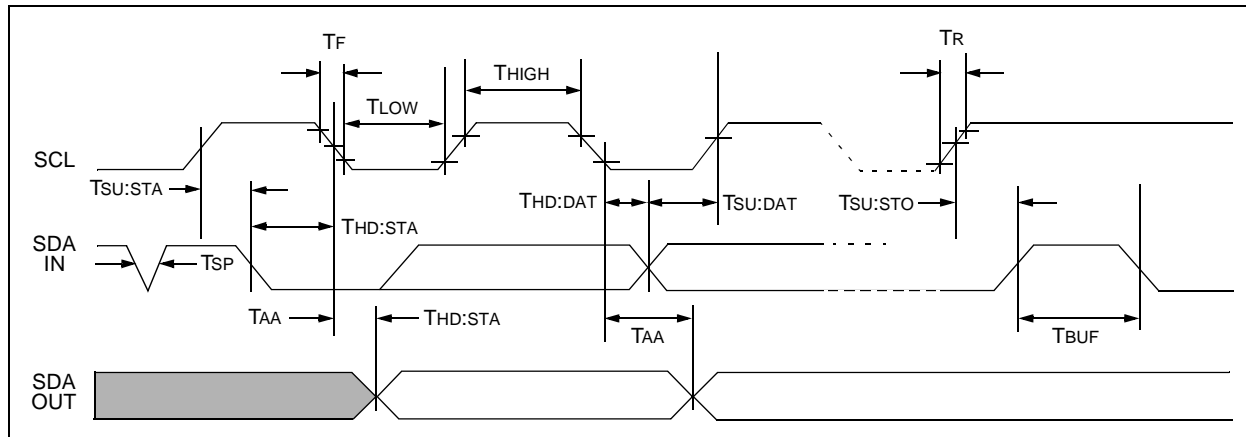 TF
TR
THIGH
TLOW
SCL
TSU:STA
THD:DAT
TSU:DAT
TSU:STO
THD:STA
SDA
IN
TSP
TAA
THD:STA
TAA
TBUF
SDA
OUT